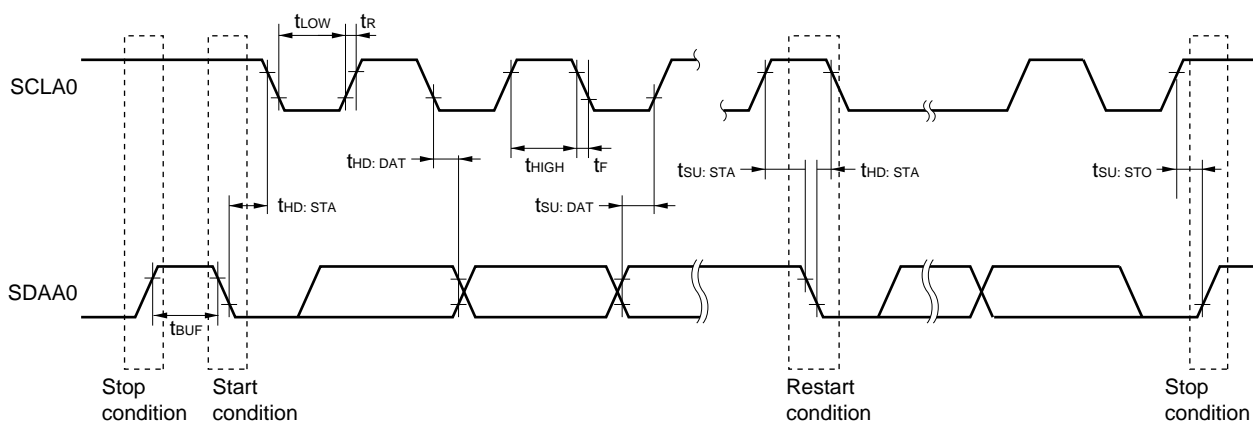 tLOW tR
SCLA0
tHD: DAT tHIGH tF tSU: STA tHD: STA tSU: STO
tHD: STA tSU: DAT
SDAA0
tBUF
Stop condition
Start condition
Restart condition
Stop condition